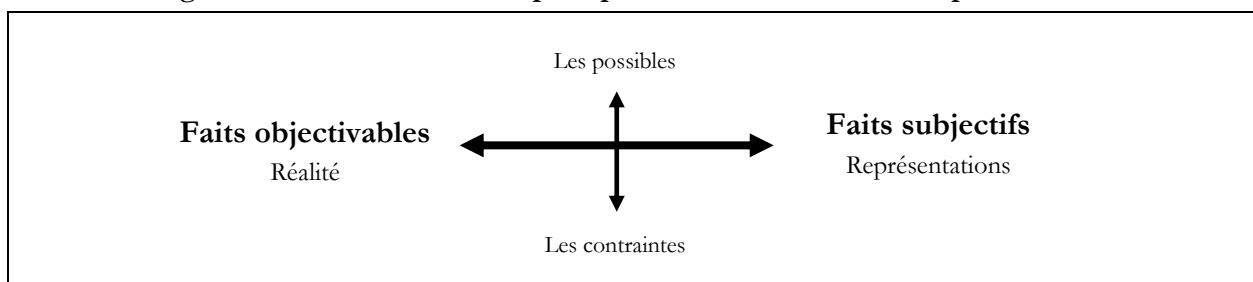 Les possibles
Faits objectivables
Faits subjectifs
Réalité
Représentations
Les contraintes